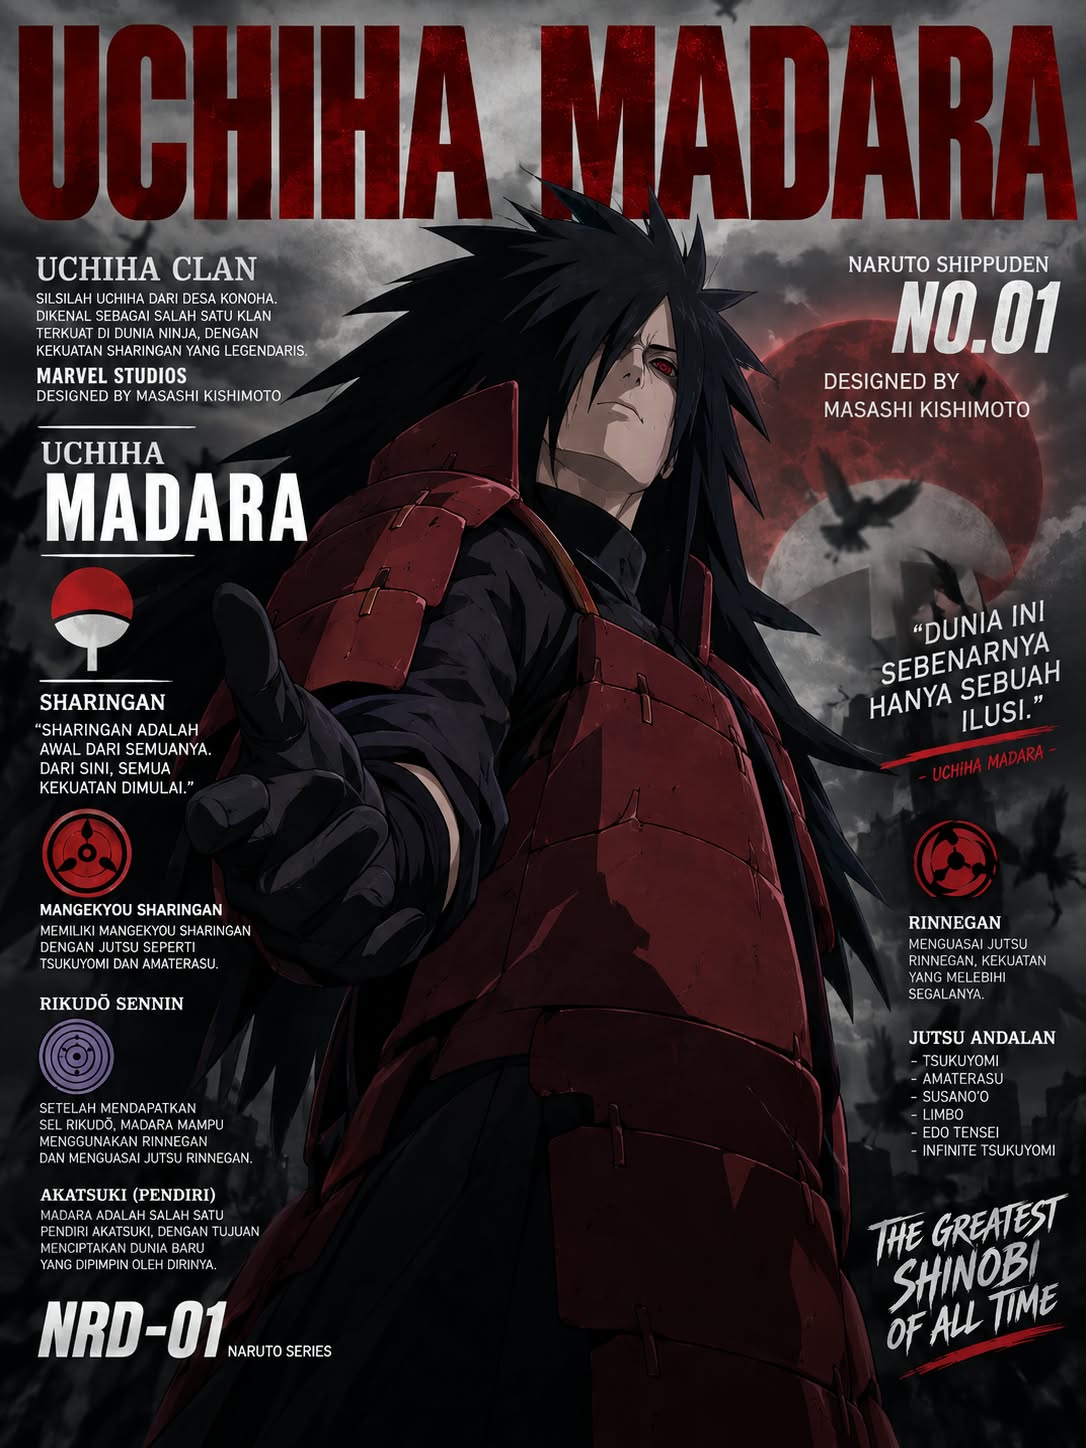 UCHIHA MADARA
UCHIHA CLAN
SILSILAH UCHIHA DARI DESA KONOHA.
DIKENAL SEBAGAI SALAH SATU KLAN
TERKUAT DI DUNIA NINJA, DENGAN
KEKUATAN SHARINGAN YANG LEGENDARIS.
MARVEL STUDIOS
DESIGNED BY MASASHI KISHIMOTO
UCHIHA
MADARA
SHARINGAN
“SHARINGAN ADALAH
AWAL DARI SEMUANYA.
DARI SINI, SEMUA
KEKUATAN DIMULAI.”
MANGEKYOU SHARINGAN
MEMILIKI MANGEKYOU SHARINGAN
DENGAN JUTSU SEPERTI
TSUKUYOMI DAN AMATERASU.
RIKUDŌ SENNIN
SETELAH MENDAPATKAN
SEL RIKUDŌ, MADARA MAMPU
MENGGUNAKAN RINNEGAN
DAN MENGUASAI JUTSU RINNEGAN.
AKATSUKI (PENDIRI)
MADARA ADALAH SALAH SATU
PENDIRI AKATSUKI, DENGAN TUJUAN
MENCIPTAKAN DUNIA BARU
YANG DIPIMPIN OLEH DIRINYA.
NRD-01 NARUTO SERIES
NARUTO SHIPPUDEN
NO.01
DESIGNED BY
MASASHI KISHIMOTO
“DUNIA INI
SEBENARNYA
HANYA SEBUAH
ILUSI.”
- UCHIHA MADARA -
RINNEGAN
MENGUASAI JUTSU
RINNEGAN, KEKUATAN
YANG MELEBIHI
SEGALANYA.
JUTSU ANDALAN
- TSUKUYOMI
- AMATERASU
- SUSANO'O
- LIMBO
- EDO TENSEI
- INFINITE TSUKUYOMI
THE GREATEST
SHINOBI
OF ALL TIME